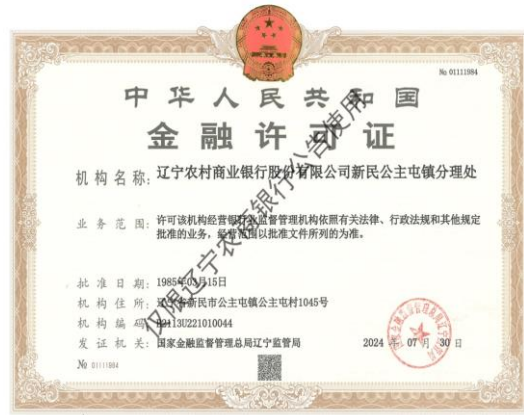 No 01111984
中华人民共和国
金融许可证
机构名称: 辽宁农村商业银行股份有限公司新民公主屯镇分理处
业务范围: 许可该机构经营银行业监督管理机构依照有关法律、行政法规和其他规定
批准的业务,经营范围以批准文件所列的为准。
批准日期: 1985年03月15日
机构住所: 辽宁省新民市公主屯镇公主屯村1045号
机构编码: B2113U221010044
发证机关: 国家金融监督管理总局辽宁监管局
2024 年 07 月 30 日
No 01111984
仅限辽宁农商银行公告使用